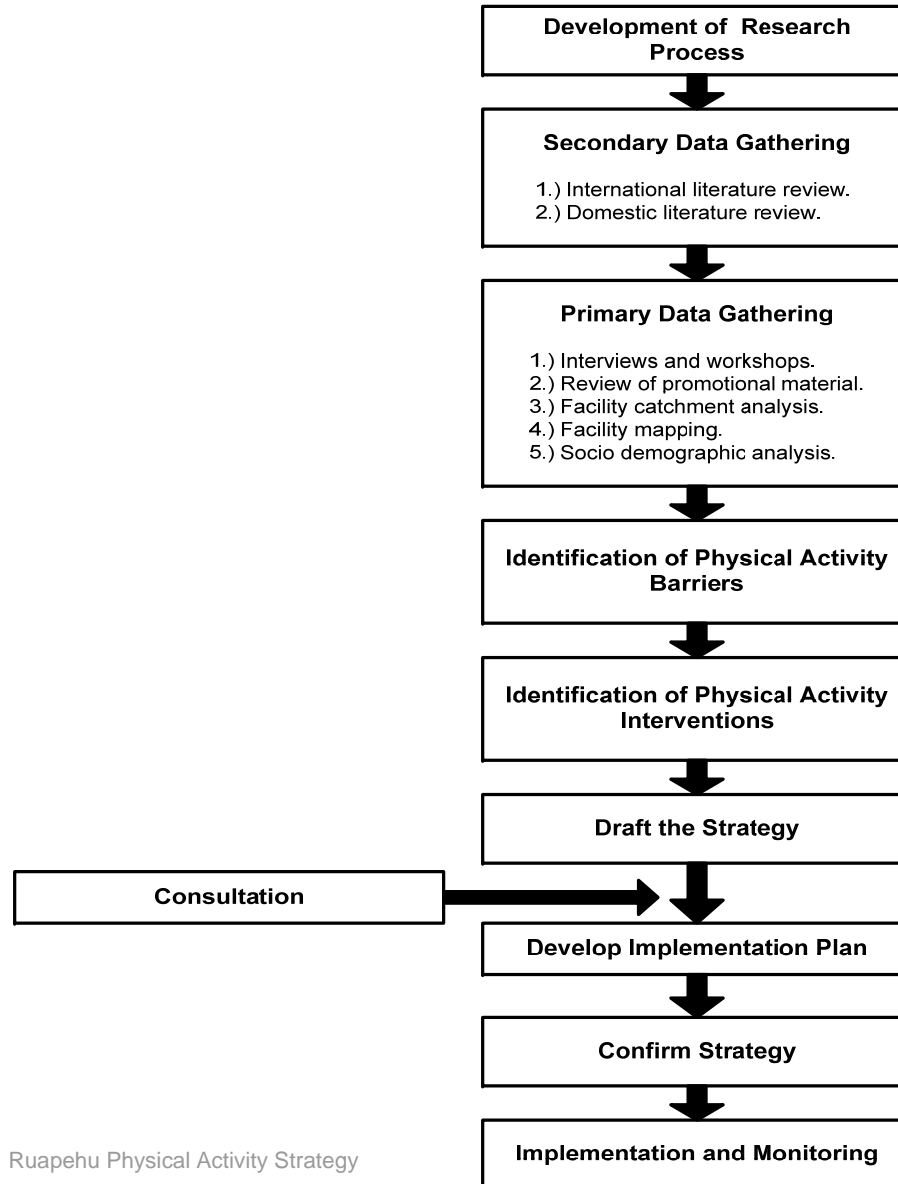 Development of Research
Process
Secondary Data Gathering
1.) International literature review.
2.) Domestic literature review.
Primary Data Gathering
1.) Interviews and workshops.
2.) Review of promotional material.
3.) Facility catchment analysis.
4.) Facility mapping.
5.) Socio demographic analysis.
Identification of Physical Activity
Barriers
Identification of Physical Activity
Interventions
Draft the Strategy
Consultation
Develop Implementation Plan
Confirm Strategy
Implementation and Monitoring
Ruapehu Physical Activity Strategy